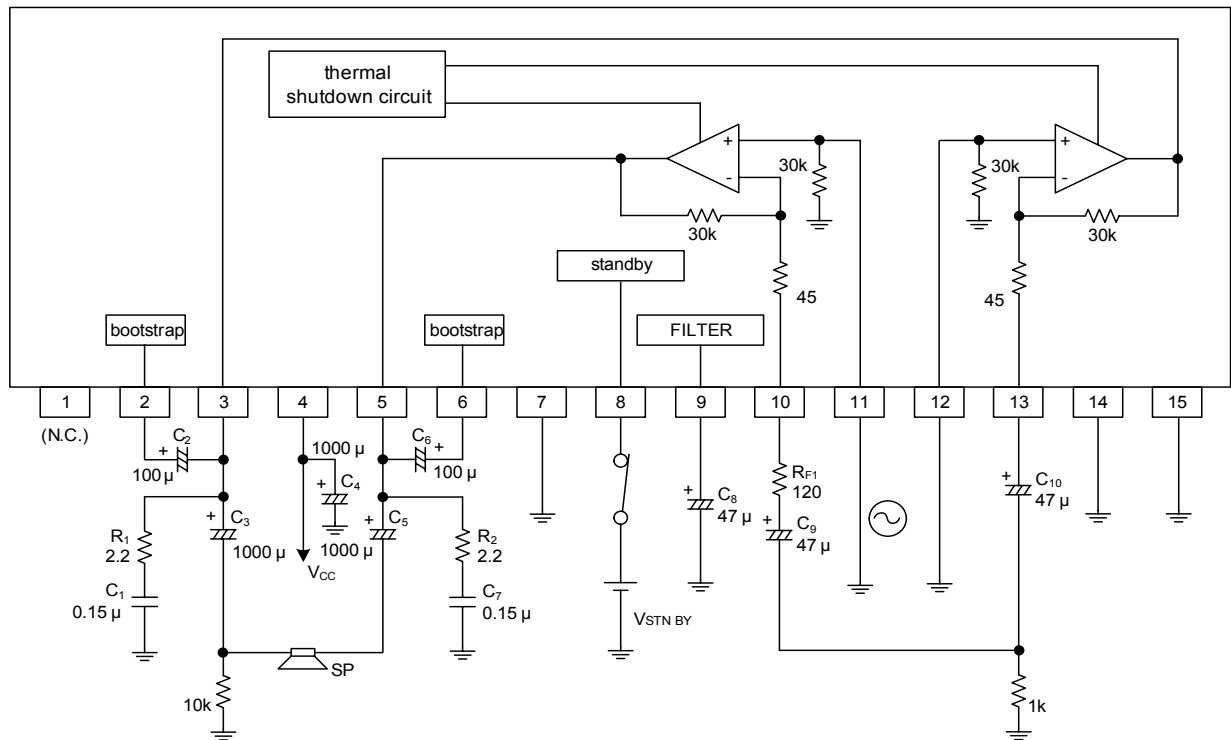 thermal
shutdown circuit
+
-
30k
30k
45
+
-
30k
30k
45
standby
bootstrap
bootstrap
FILTER
1
2
3
4
5
6
7
8
9
10
11
12
13
14
15
(N.C.)
C2
+
100 µ
1000 µ
+
C4
C6
+
100 µ
R1
2.2
+
C3
1000 µ
VCC
+
C5
1000 µ
R2
2.2
C1
0.15 µ
C7
0.15 µ
SP
10k
VSTN BY
+
C8
47 µ
RF1
120
+
C9
47 µ
+
C10
47 µ
1k